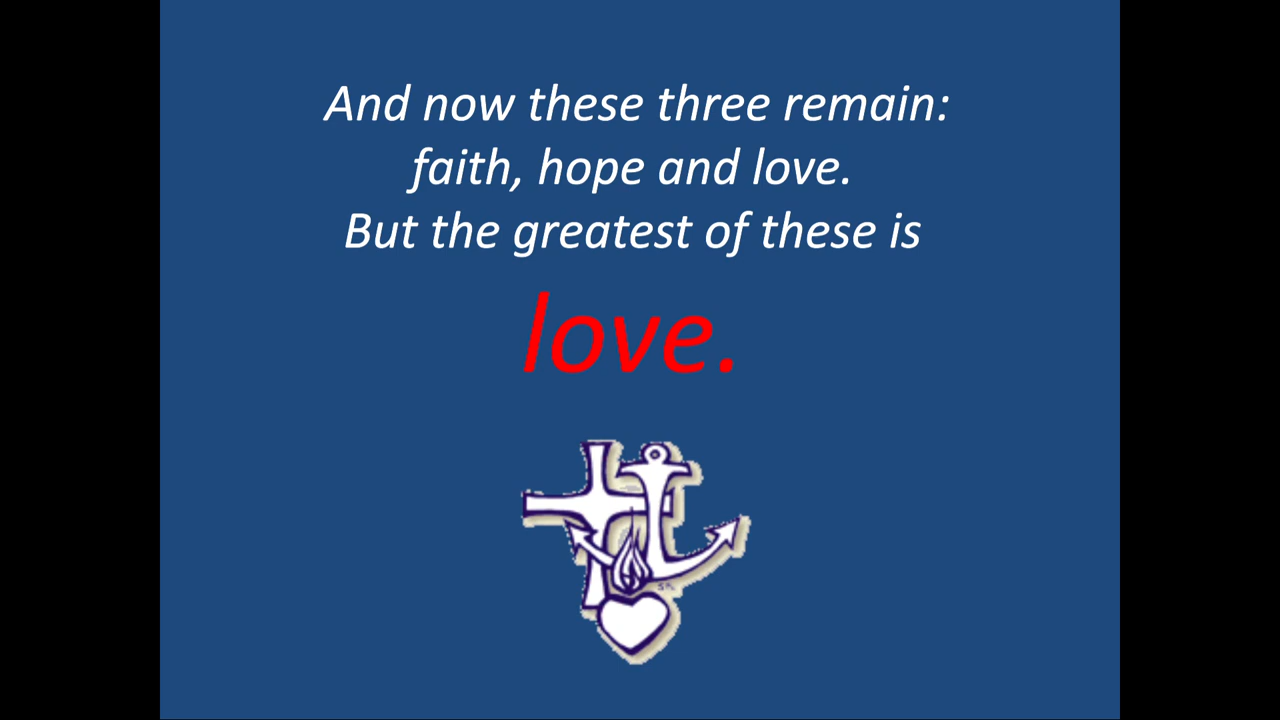 And now these three remain:
faith, hope and love.
But the greatest of these is
love.